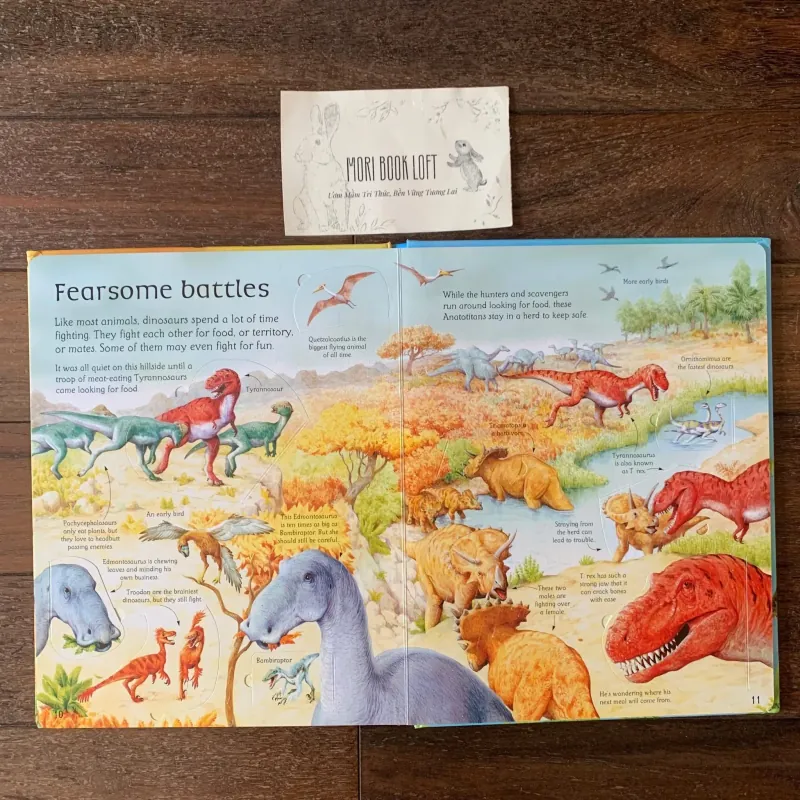 MORI BOOK LOFT
Ươm Mầm Tri Thức, Bền Vững Tương Lai
Fearsome battles
Like most animals, dinosaurs spend a lot of time
fighting. They fight each other for food, or territory,
or mates. Some of them may even fight for fun.
It was all quiet on this hillside until a
troop of meat-eating Tyrannosaurs
came looking for food.
Tyrannosaur
Quetzalcoatlus is the
biggest flying animal
of all time.
Pachycephalosaurs
only eat plants, but
they love to headbutt
passing enemies.
An early bird
This Edmontosaurus
is ten times as big as
Bambiraptor. But she
should still be careful.
Edmontosaurus is chewing
leaves and minding his
own business.
Troodon are the brainiest
dinosaurs, but they still fight.
Bambiraptor
10
While the hunters and scavengers
run around looking for food, these
Anatotitans stay in a herd to keep safe.
More early birds
Ornithomimus are
the fastest dinosaurs.
Tyrannosaurus
is also known
as T. rex.
Straying from
the herd can
lead to trouble.
These two
males are
fighting over
a female.
T. rex has such a
strong jaw that it
can crack bones
with ease.
He's wondering where his
next meal will come from.
11